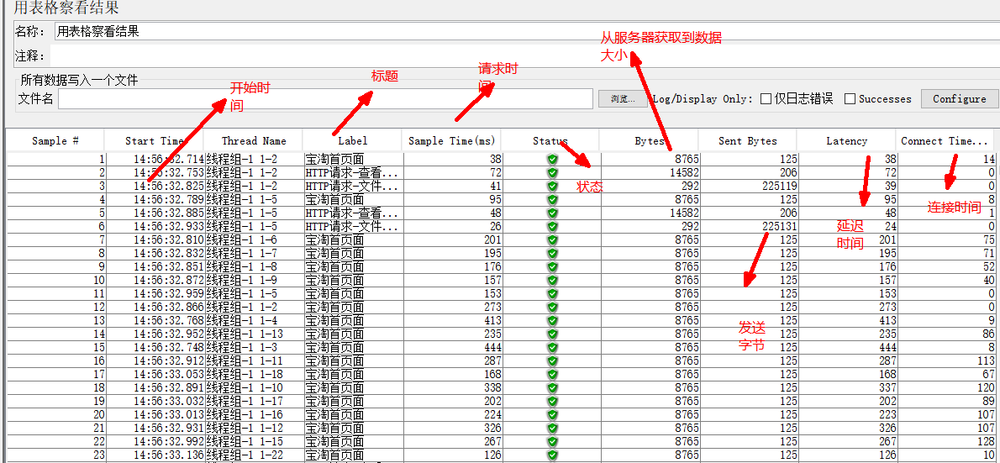 用表格察看结果
名称： 用表格察看结果
注释：
所有数据写入一个文件
文件名 浏览... Log/Display Only: 仅日志错误 Successes Configure
开始时
间
标题
请求时
间
从服务器获取到数据
大小
Sample # Start Time Thread Name Label Sample Time(ms) Status Bytes Sent Bytes Latency Connect Time...
1 14:56:32.714 线程组-1 1-2 宝淘首页面 38 8765 125 38 14
2 14:56:32.753 线程组-1 1-2 HTTP请求-查看... 72 14582 206 72 0
3 14:56:32.825 线程组-1 1-2 HTTP请求-文件... 41 292 225119 39 0
4 14:56:32.789 线程组-1 1-5 宝淘首页面 95 8765 125 95 8
5 14:56:32.885 线程组-1 1-5 HTTP请求-查看... 48 14582 206 48 1
6 14:56:32.933 线程组-1 1-5 HTTP请求-文件... 26 292 225131 24 0
7 14:56:32.810 线程组-1 1-6 宝淘首页面 201 8765 125 201 75
8 14:56:32.832 线程组-1 1-7 宝淘首页面 195 8765 125 195 71
9 14:56:32.851 线程组-1 1-8 宝淘首页面 176 8765 125 176 52
10 14:56:32.872 线程组-1 1-9 宝淘首页面 157 8765 125 157 40
11 14:56:32.959 线程组-1 1-5 宝淘首页面 153 8765 125 153 0
12 14:56:32.866 线程组-1 1-2 宝淘首页面 273 8765 125 273 0
13 14:56:32.768 线程组-1 1-4 宝淘首页面 413 8765 125 413 9
14 14:56:32.952 线程组-1 1-13 宝淘首页面 235 8765 125 235 86
15 14:56:32.748 线程组-1 1-3 宝淘首页面 444 8765 125 444 8
16 14:56:32.912 线程组-1 1-11 宝淘首页面 287 8765 125 287 113
17 14:56:33.053 线程组-1 1-18 宝淘首页面 168 8765 125 168 67
18 14:56:32.891 线程组-1 1-10 宝淘首页面 338 8765 125 337 120
19 14:56:33.032 线程组-1 1-17 宝淘首页面 202 8765 125 202 89
20 14:56:33.013 线程组-1 1-16 宝淘首页面 224 8765 125 223 107
21 14:56:32.931 线程组-1 1-12 宝淘首页面 326 8765 125 326 107
22 14:56:32.992 线程组-1 1-15 宝淘首页面 267 8765 125 267 128
23 14:56:33.136 线程组-1 1-22 宝淘首页面 126 8765 125 126 10
状态
连接时间
延迟
时间
发送
字节